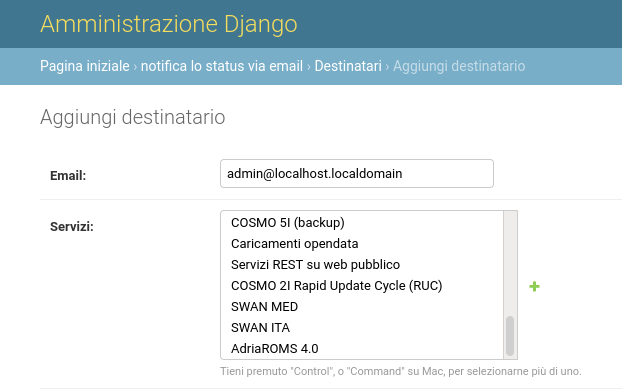 Amministrazione Django
Pagina iniziale › notifica lo status via email › Destinatari › Aggiungi destinatario
Aggiungi destinatario
Email:
admin@localhost.localdomain
Servizi:
COSMO 5I (backup)
Caricamenti opendata
Servizi REST su web pubblico
COSMO 2I Rapid Update Cycle (RUC)
SWAN MED
SWAN ITA
AdriaROMS 4.0
Tieni premuto "Control", o "Command" su Mac, per selezionarne più di uno.